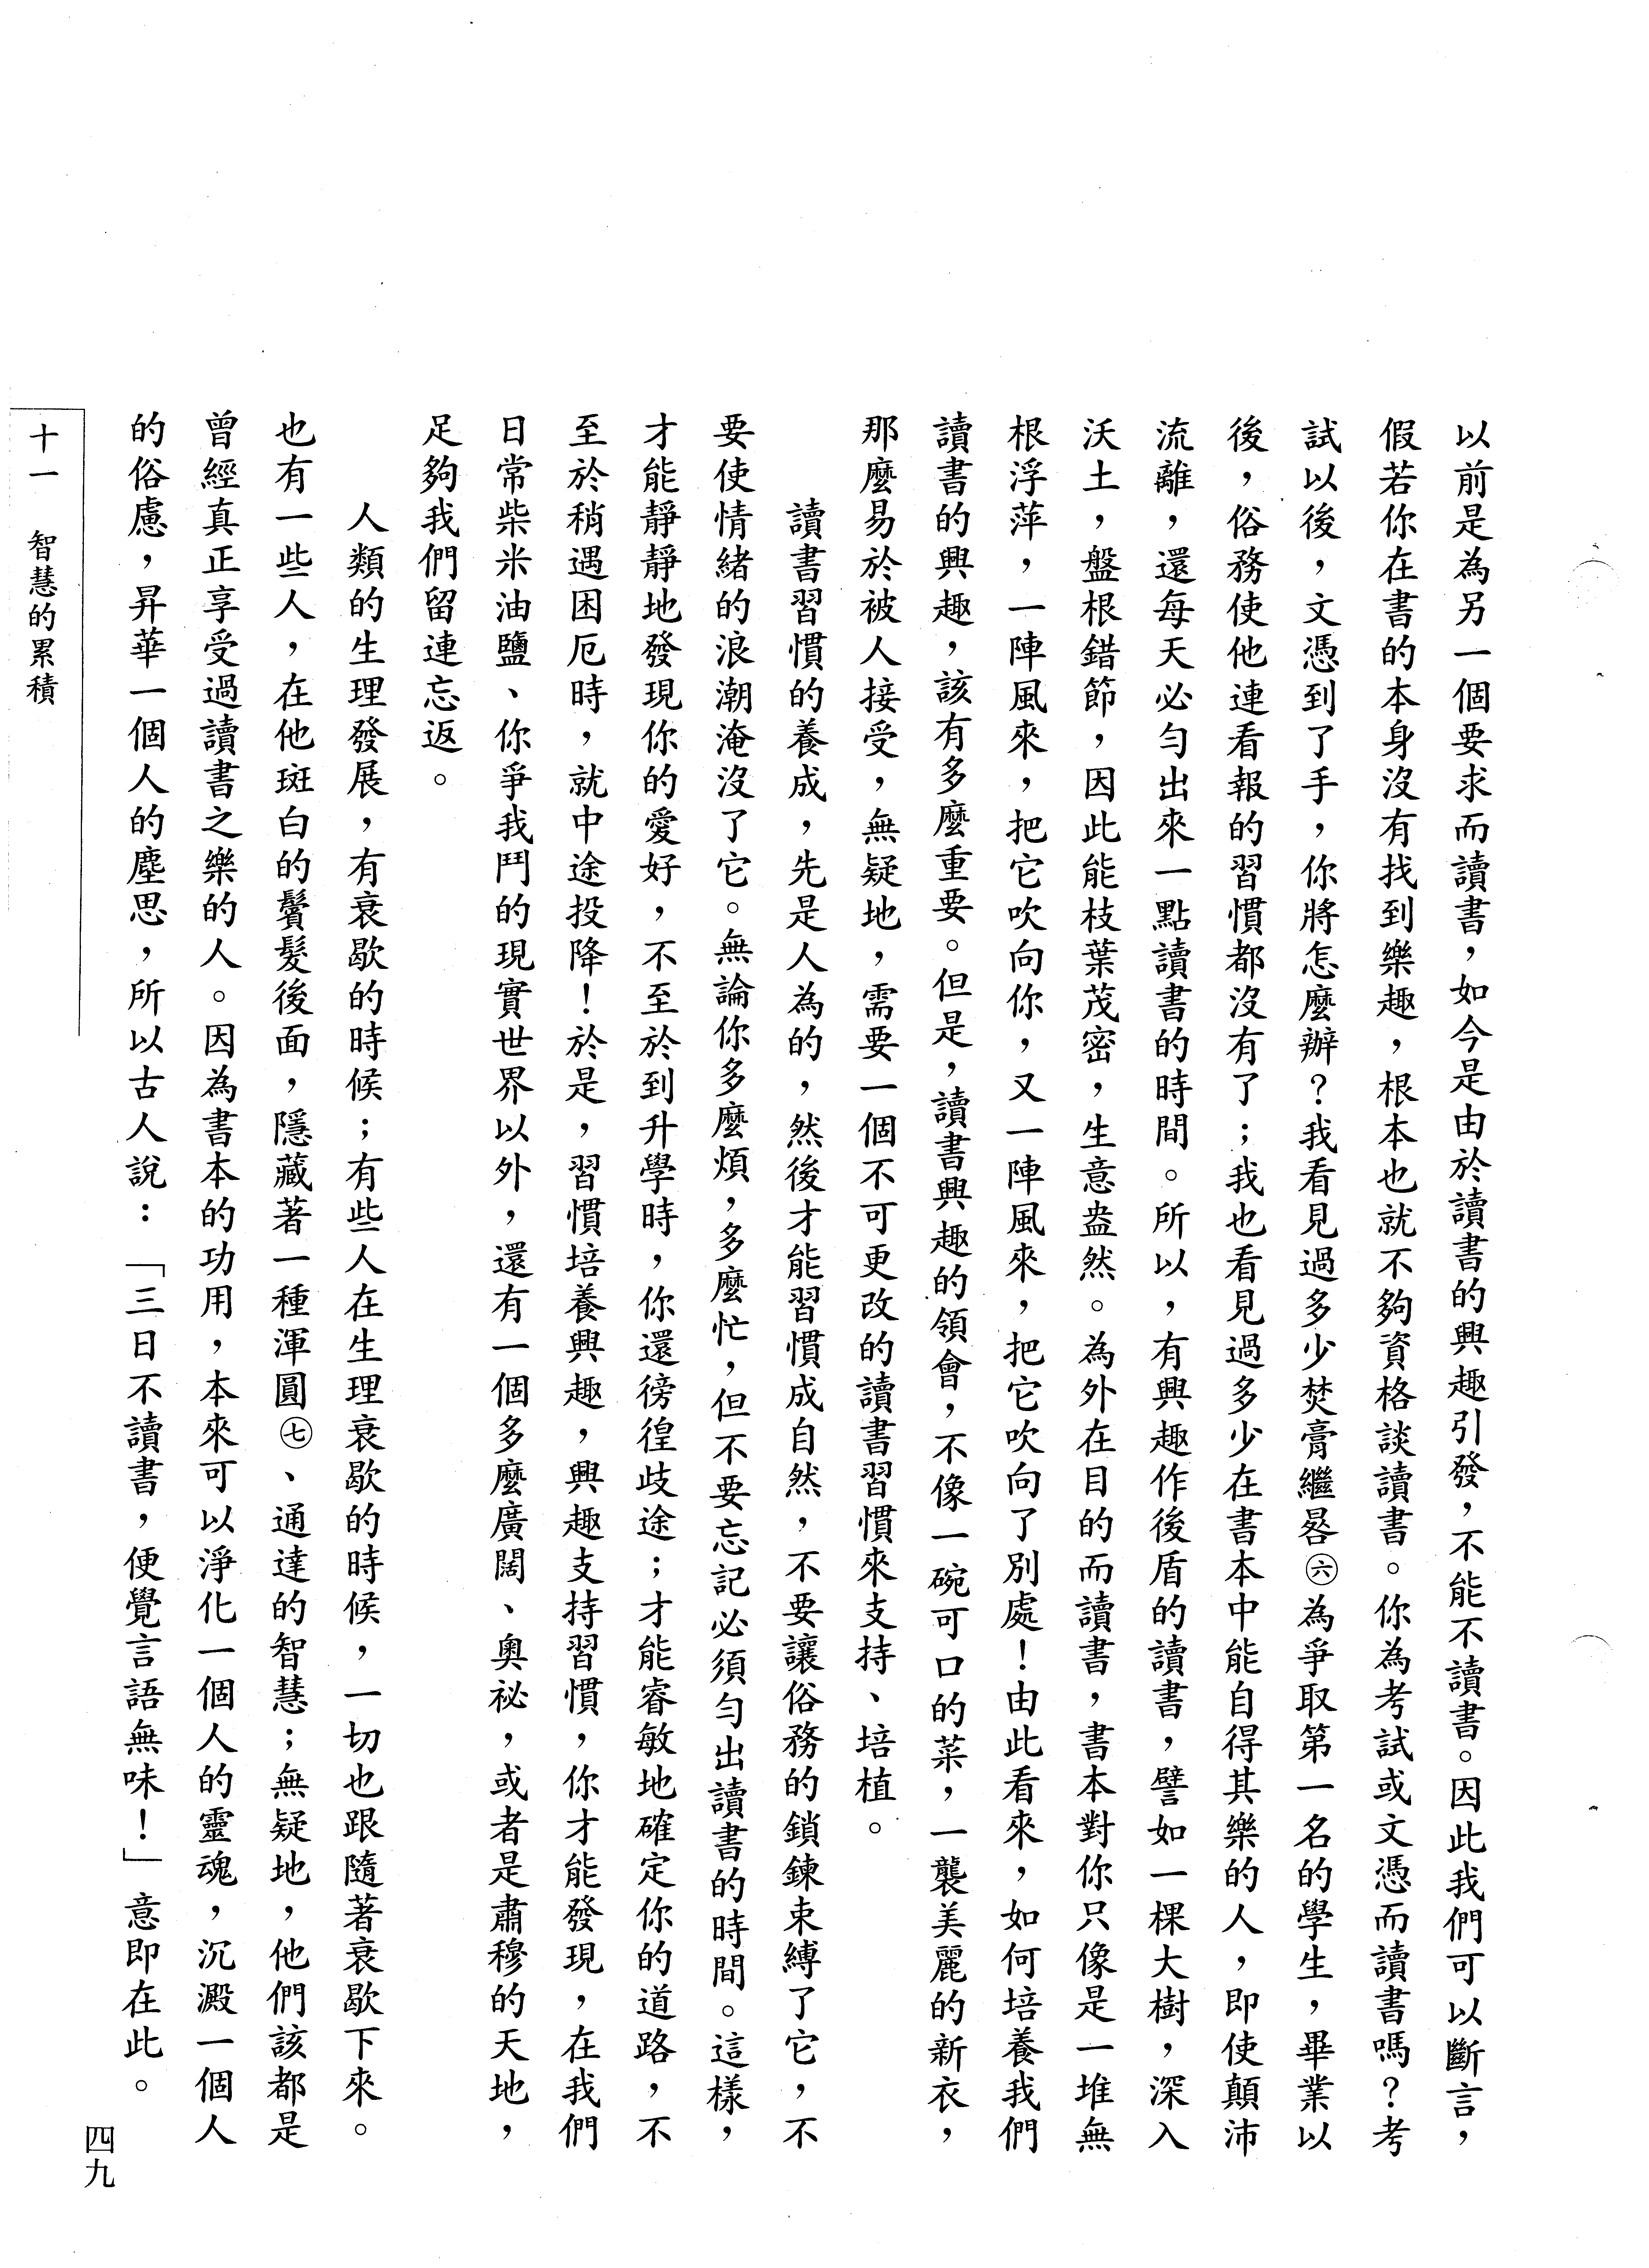 以前是為另一個要求而讀書，如今是由於讀書的興趣引發，不能不讀書。因此我們可以斷言，
假若你在書的本身沒有找到樂趣，根本也就不夠資格談讀書。你為考試或文憑而讀書嗎？考
試以後，文憑到了手，你將怎麼辦？我看見過多少焚膏繼晷㊅為爭取第一名的學生，畢業以
後，俗務使他連看報的習慣都沒有了；我也看見過多少在書本中能自得其樂的人，即使顛沛
流離，還每天必勻出來一點讀書的時間。所以，有興趣作後盾的讀書，譬如一棵大樹，深入
沃土，盤根錯節，因此能枝葉茂密，生意盎然。為外在目的而讀書，書本對你只像是一堆無
根浮萍，一陣風來，把它吹向你，又一陣風來，把它吹向了別處！由此看來，如何培養我們
讀書的興趣，該有多麼重要。但是，讀書興趣的領會，不像一碗可口的菜，一襲美麗的新衣，
那麼易於被人接受，無疑地，需要一個不可更改的讀書習慣來支持、培植。
讀書習慣的養成，先是人為的，然後才能習慣成自然，不要讓俗務的鎖鍊束縛了它，不
要使情緒的浪潮淹沒了它。無論你多麼煩，多麼忙，但不要忘記必須勻出讀書的時間。這樣，
才能靜靜地發現你的愛好，不至於到升學時，你還徬徨歧途；才能睿敏地確定你的道路，不
至於稍遇困厄時，就中途投降！於是，習慣培養興趣，興趣支持習慣，你才能發現，在我們
日常柴米油鹽、你爭我鬥的現實世界以外，還有一個多麼廣闊、奧祕，或者是肅穆的天地，
足夠我們留連忘返。
人類的生理發展，有衰歇的時候；有些人在生理衰歇的時候，一切也跟隨著衰歇下來。
也有一些人，在他斑白的鬢髮後面，隱藏著一種渾圓㊆、通達的智慧；無疑地，他們該都是
曾經真正享受過讀書之樂的人。因為書本的功用，本來可以淨化一個人的靈魂，沉澱一個人
的俗慮，昇華一個人的塵思，所以古人說：「三日不讀書，便覺言語無味！」意即在此。
十一　智慧的累積
四九